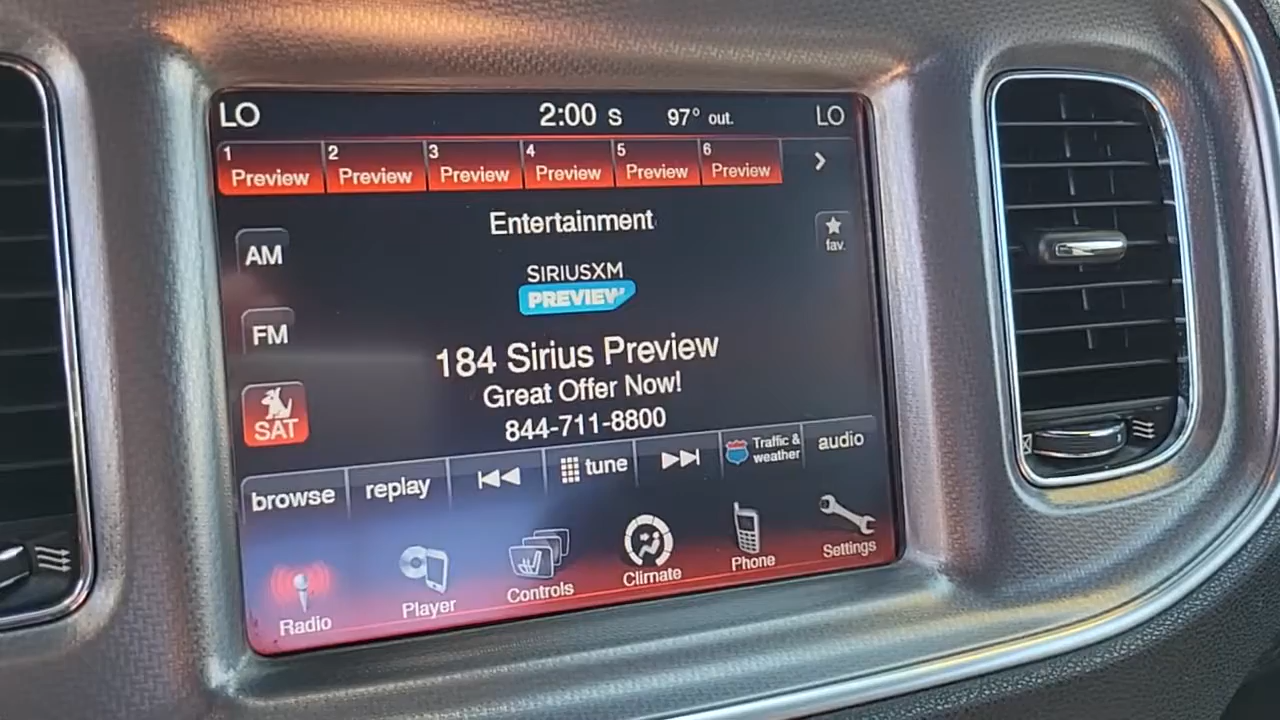 LO 2:00 S 97° out. LO
1 2 3 4 5 6
Preview Preview Preview Preview Preview Preview
Entertainment
fav.
AM
SIRIUSXM
PREVIEW
FM
184 Sirius Preview
Great Offer Now!
844-711-8800
SAT
browse replay tune Traffic & audio
weather
Radio Player Controls Climate Phone Settings